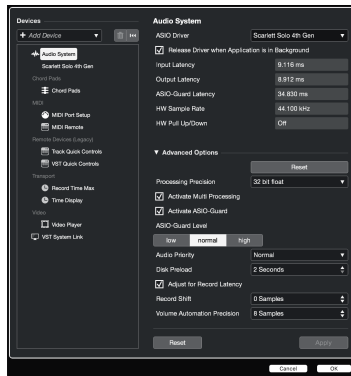 Devices
+ Add Device
Audio System
Scarlett Solo 4th Gen
Chord Pads
Chord Pads
MIDI
MIDI Port Setup
MIDI Remote
Remote Devices (Legacy)
Track Quick Controls
VST Quick Controls
Transport
Record Time Max
Time Display
Video
Video Player
VST System Link
Audio System
ASIO Driver Scarlett Solo 4th Gen
Release Driver when Application is in Background
Input Latency 9.116 ms
Output Latency 8.912 ms
ASIO-Guard Latency 34.830 ms
HW Sample Rate 44.100 kHz
HW Pull Up/Down Off
Advanced Options
Reset
Processing Precision 32 bit float
Activate Multi Processing
Activate ASIO-Guard
ASIO-Guard Level
low normal high
Audio Priority Normal
Disk Preload 2 Seconds
Adjust for Record Latency
Record Shift 0 Samples
Volume Automation Precision 8 Samples
Reset Apply
Cancel OK